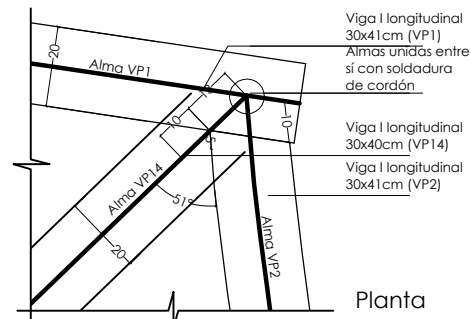 Viga I longitudinal
30x41cm (VP1)
Almas unidas entre
sí con soldadura
de cordón
Viga I longitudinal
30x40cm (VP14)
Viga I longitudinal
30x41cm (VP2)
20
Alma VP1
10
10
5
10
Alma VP14
51°
20
Alma VP2
Planta